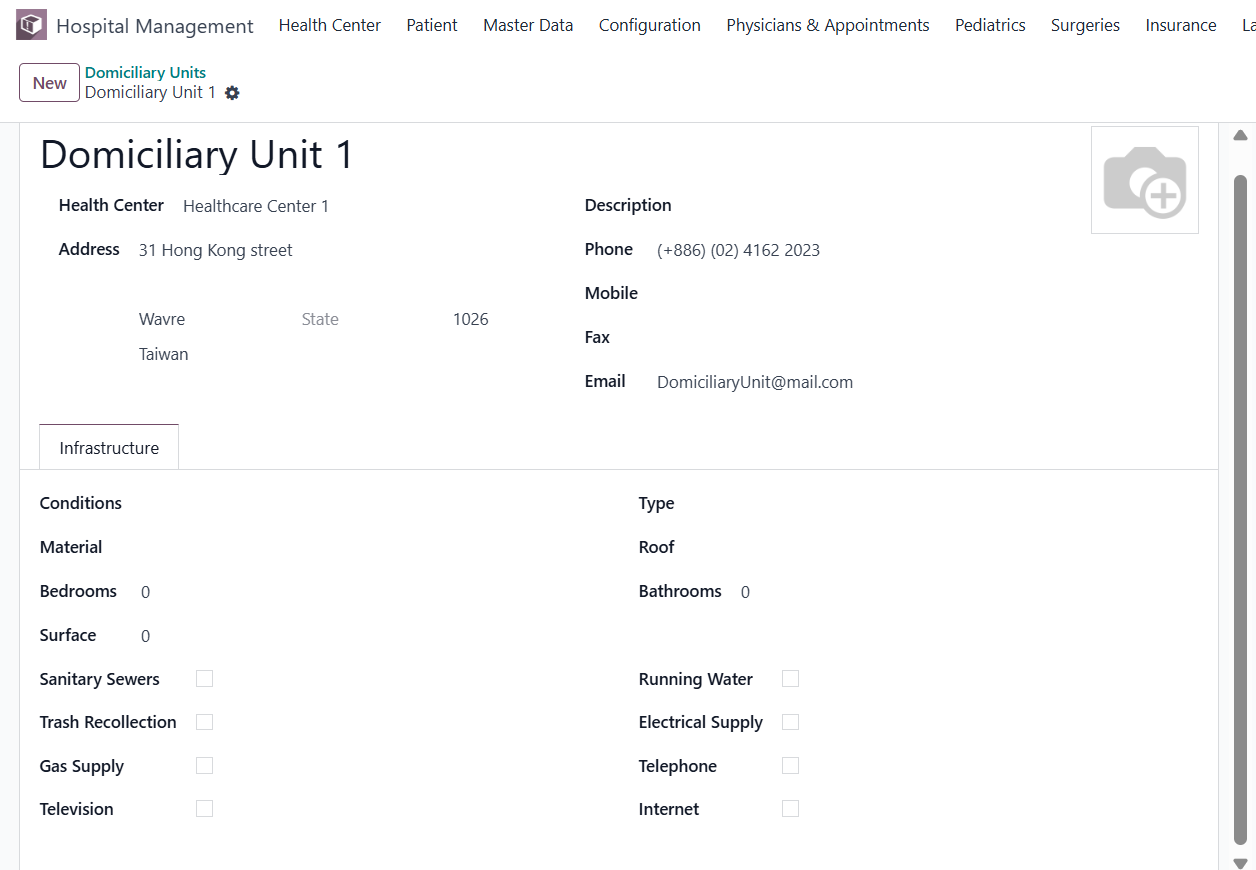 Hospital Management Health Center Patient Master Data Configuration Physicians & Appointments Pediatrics Surgeries Insurance La
New Domiciliary Units
Domiciliary Unit 1
Domiciliary Unit 1
Health Center Healthcare Center 1 Description
Address 31 Hong Kong street Phone (+886) (02) 4162 2023
Mobile
Wavre State 1026
Fax
Taiwan
Email DomiciliaryUnit@mail.com
Infrastructure
Conditions Type
Material Roof
Bedrooms 0 Bathrooms 0
Surface 0
Sanitary Sewers Running Water
Trash Recollection Electrical Supply
Gas Supply Telephone
Television Internet